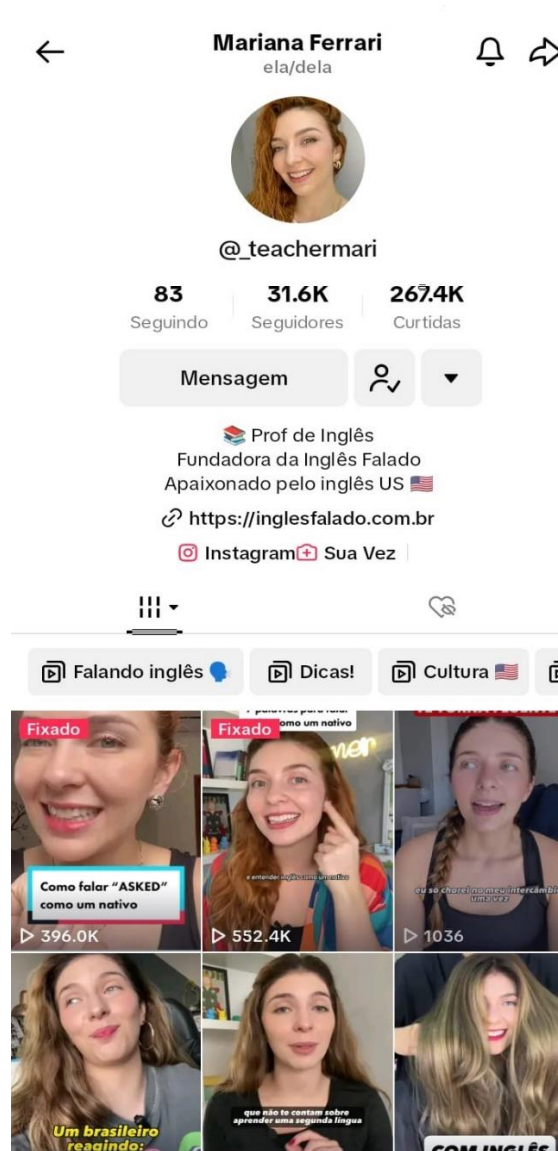 Mariana Ferrari
ela/dela
@_teachermari
83 31.6K 267.4K
Seguindo Seguidores Curtidas
Mensagem
📚 Prof de Inglês
Fundadora da Inglês Falado
Apaixonado pelo inglês US 🇺🇸
https://inglesfalado.com.br
Instagram Sua Vez
Falando inglês 🗣 Dicas! Cultura 🇺🇸
Fixado
Como falar "ASKED"
como um nativo
396.0K
Fixado
palavras para falar
como um nativo
e entender inglês como um nativo
552.4K
eu só chorei no meu intercâmbio
uma vez
1036
Um brasileiro
reagindo:
que não te contam sobre
aprender uma segunda língua
COM INGLÊS